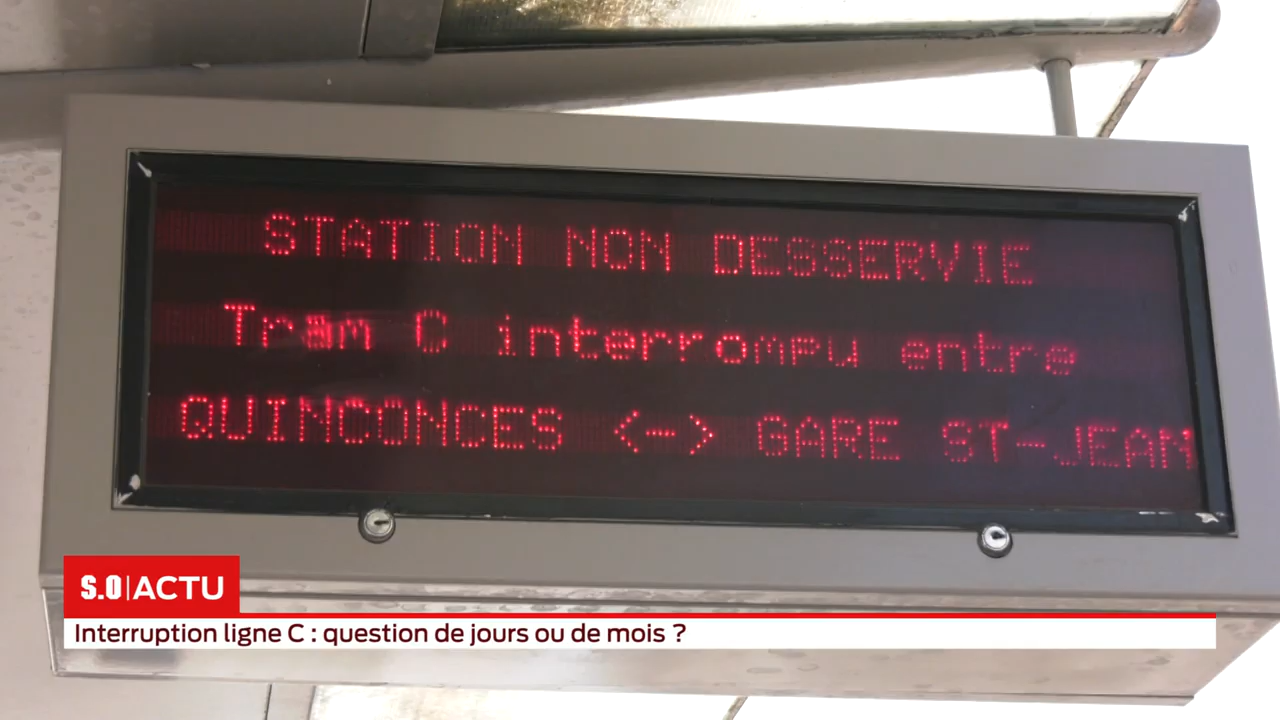 STATION NON DESSERVIE
Tram C interrompu entre
QUINCONCES <-> GARE ST-JEAN
S.O|ACTU
Interruption ligne C : question de jours ou de mois ?